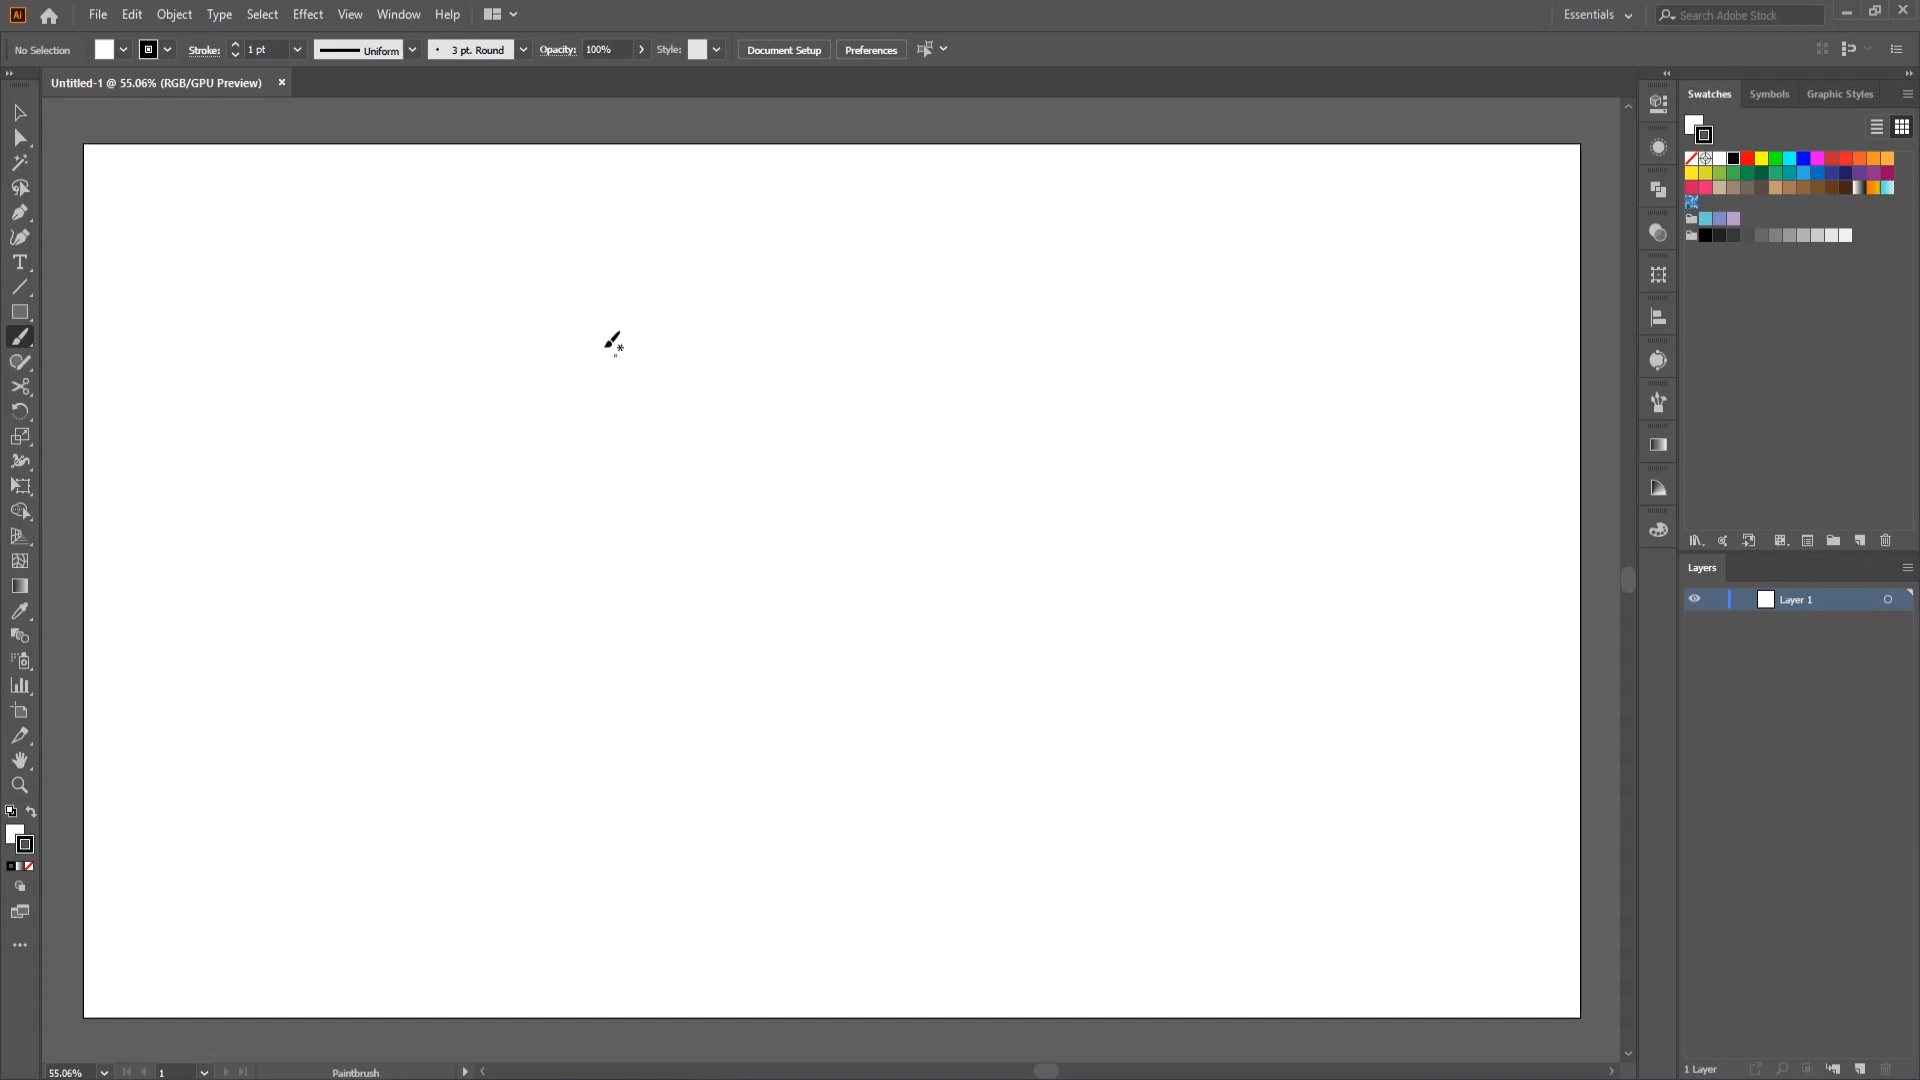 Ai File Edit Object Type Select Effect View Window Help Essentials Search Adobe Stock
No Selection Stroke: 1 pt Uniform 3 pt. Round Opacity: 100% Style: Document Setup Preferences
Untitled-1 @ 55.06% (RGB/GPU Preview)
Swatches Symbols Graphic Styles
Layers
Layer 1
55.06% 1 Paintbrush 1 Layer